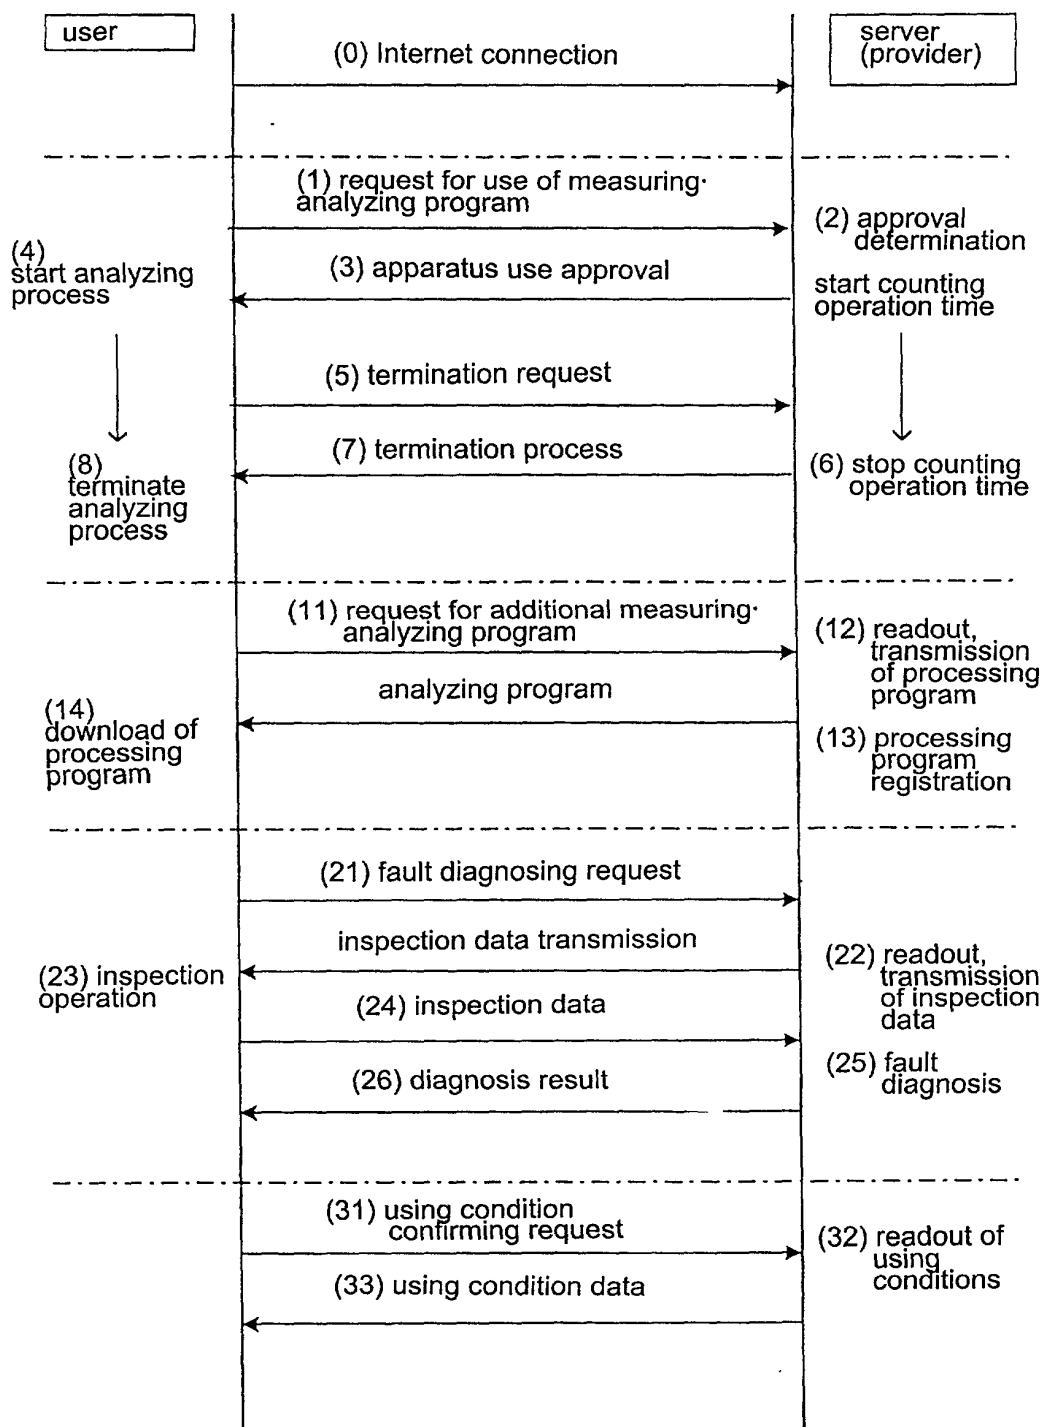 user
server
(provider)
(0) Internet connection
(1) request for use of measuring·
analyzing program
(2) approval
determination
(4)
start analyzing
process
(3) apparatus use approval
start counting
operation time
(5) termination request
(7) termination process
(8)
terminate
analyzing
process
(6) stop counting
operation time
(11) request for additional measuring·
analyzing program
(12) readout,
transmission
of processing
program
analyzing program
(14)
download of
processing
program
(13) processing
program
registration
(21) fault diagnosing request
inspection data transmission
(22) readout,
transmission
of inspection
data
(23) inspection
operation
(24) inspection data
(25) fault
diagnosis
(26) diagnosis result
(31) using condition
confirming request
(32) readout of
using
conditions
(33) using condition data